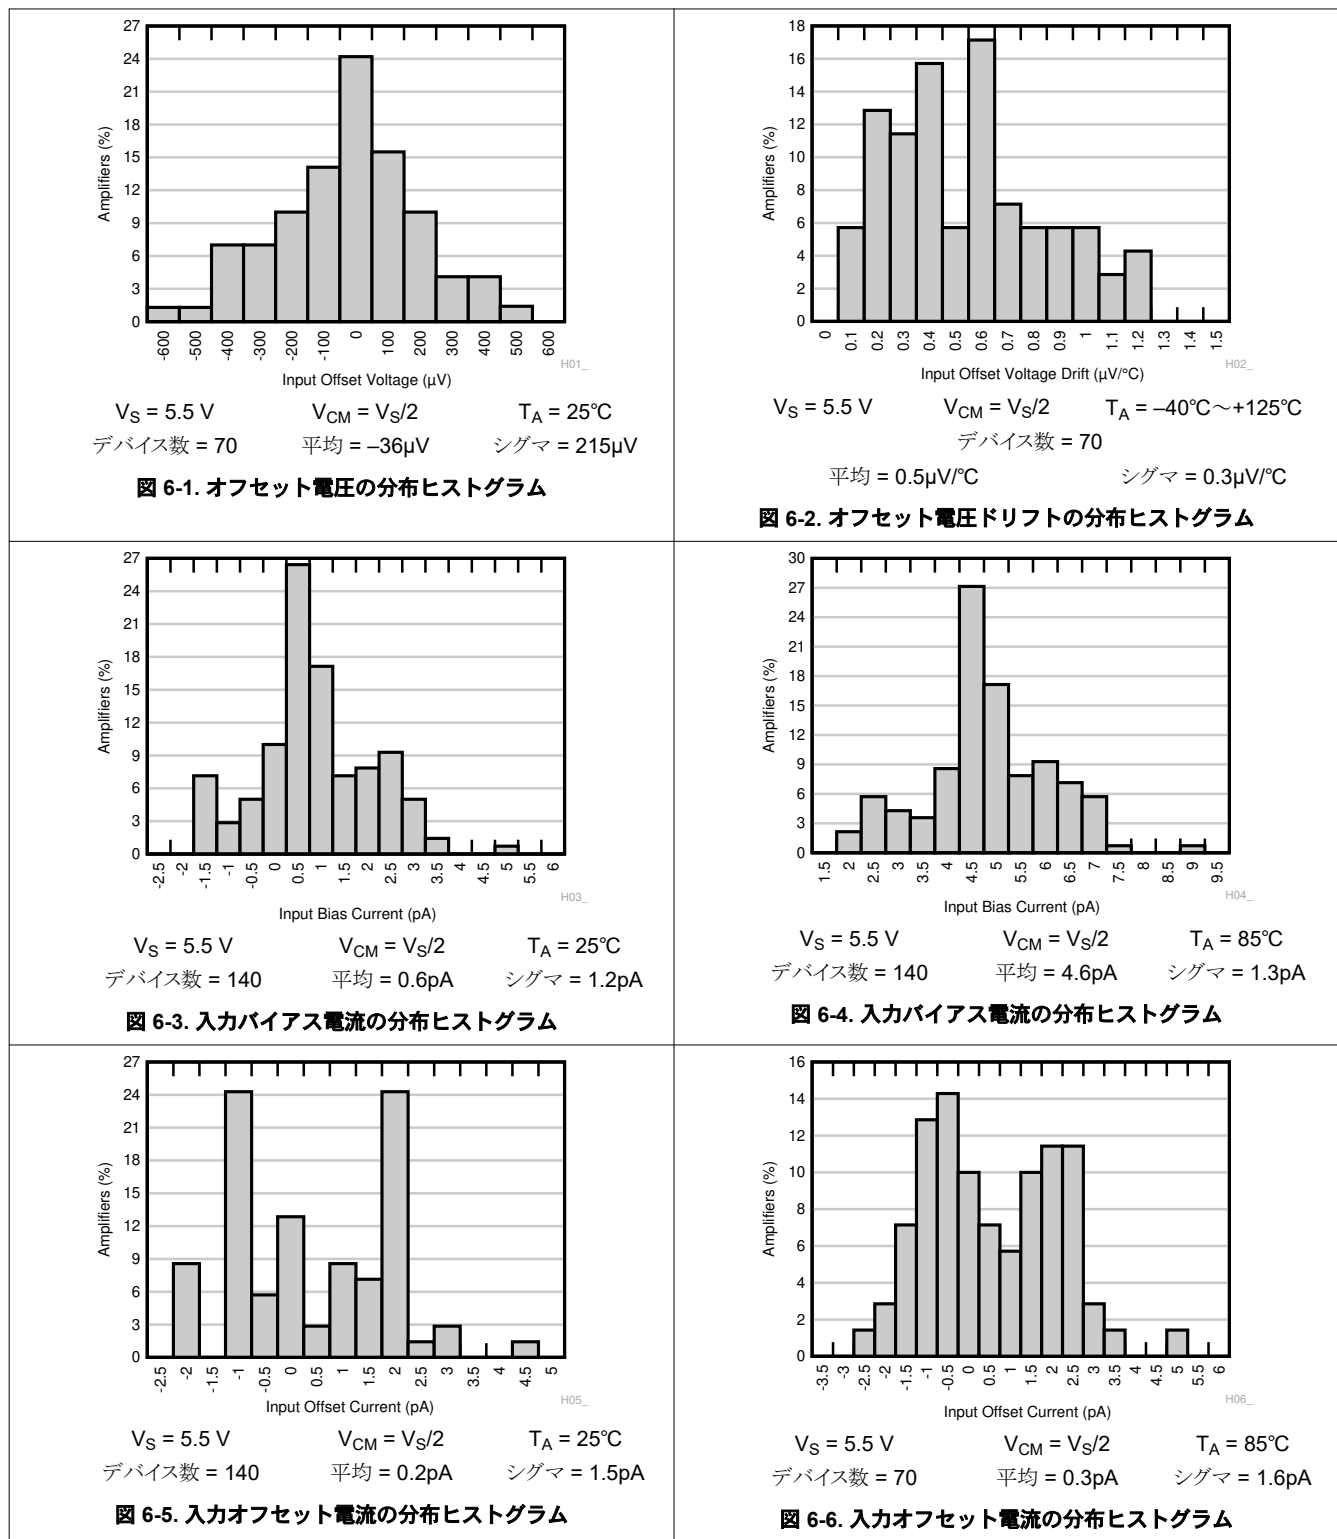 27
24
21
18
15
12
9
6
3
0
Amplifiers (%)
-600 -500 -400 -300 -200 -100 0 100 200 300 400 500 600
H01_
Input Offset Voltage (µV)
VS = 5.5 V VCM = VS/2 TA = 25℃
デバイス数 = 70 平均 = –36µV シグマ = 215µV
図 6-1. オフセット電圧の分布ヒストグラム
18
16
14
12
10
8
6
4
2
0
Amplifiers (%)
0 0.1 0.2 0.3 0.4 0.5 0.6 0.7 0.8 0.9 1 1.1 1.2 1.3 1.4 1.5
H02_
Input Offset Voltage Drift (µV/°C)
VS = 5.5 V VCM = VS/2 TA = –40℃～+125℃
デバイス数 = 70
平均 = 0.5µV/℃ シグマ = 0.3µV/℃
図 6-2. オフセット電圧ドリフトの分布ヒストグラム
27
24
21
18
15
12
9
6
3
0
Amplifiers (%)
-2.5 -2 -1.5 -1 -0.5 0 0.5 1 1.5 2 2.5 3 3.5 4 4.5 5 5.5 6
H03_
Input Bias Current (pA)
VS = 5.5 V VCM = VS/2 TA = 25℃
デバイス数 = 140 平均 = 0.6pA シグマ = 1.2pA
図 6-3. 入力バイアス電流の分布ヒストグラム
30
27
24
21
18
15
12
9
6
3
0
Amplifiers (%)
1.5 2 2.5 3 3.5 4 4.5 5 5.5 6 6.5 7 7.5 8 8.5 9 9.5
H04_
Input Bias Current (pA)
VS = 5.5 V VCM = VS/2 TA = 85℃
デバイス数 = 140 平均 = 4.6pA シグマ = 1.3pA
図 6-4. 入力バイアス電流の分布ヒストグラム
27
24
21
18
15
12
9
6
3
0
Amplifiers (%)
-2.5 -2 -1.5 -1 -0.5 0 0.5 1 1.5 2 2.5 3 3.5 4 4.5 5
H05_
Input Offset Current (pA)
VS = 5.5 V VCM = VS/2 TA = 25℃
デバイス数 = 140 平均 = 0.2pA シグマ = 1.5pA
図 6-5. 入力オフセット電流の分布ヒストグラム
16
14
12
10
8
6
4
2
0
Amplifiers (%)
-3.5 -3 -2.5 -2 -1.5 -1 -0.5 0 0.5 1 1.5 2 2.5 3 3.5 4 4.5 5 5.5 6
H06_
Input Offset Current (pA)
VS = 5.5 V VCM = VS/2 TA = 85℃
デバイス数 = 70 平均 = 0.3pA シグマ = 1.6pA
図 6-6. 入力オフセット電流の分布ヒストグラム